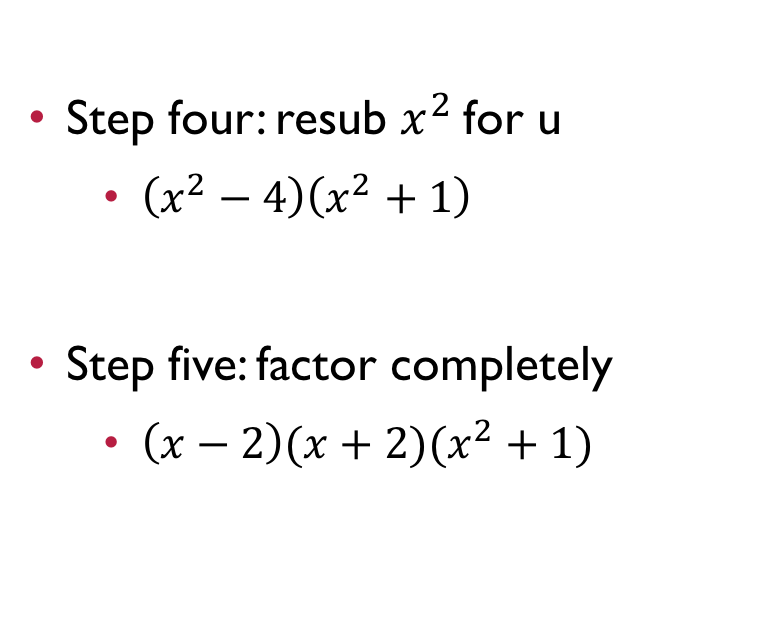 • Step four: resub 𝑥² for u
• (𝑥² − 4)(𝑥² + 1)
• Step five: factor completely
• (𝑥 − 2)(𝑥 + 2)(𝑥² + 1)